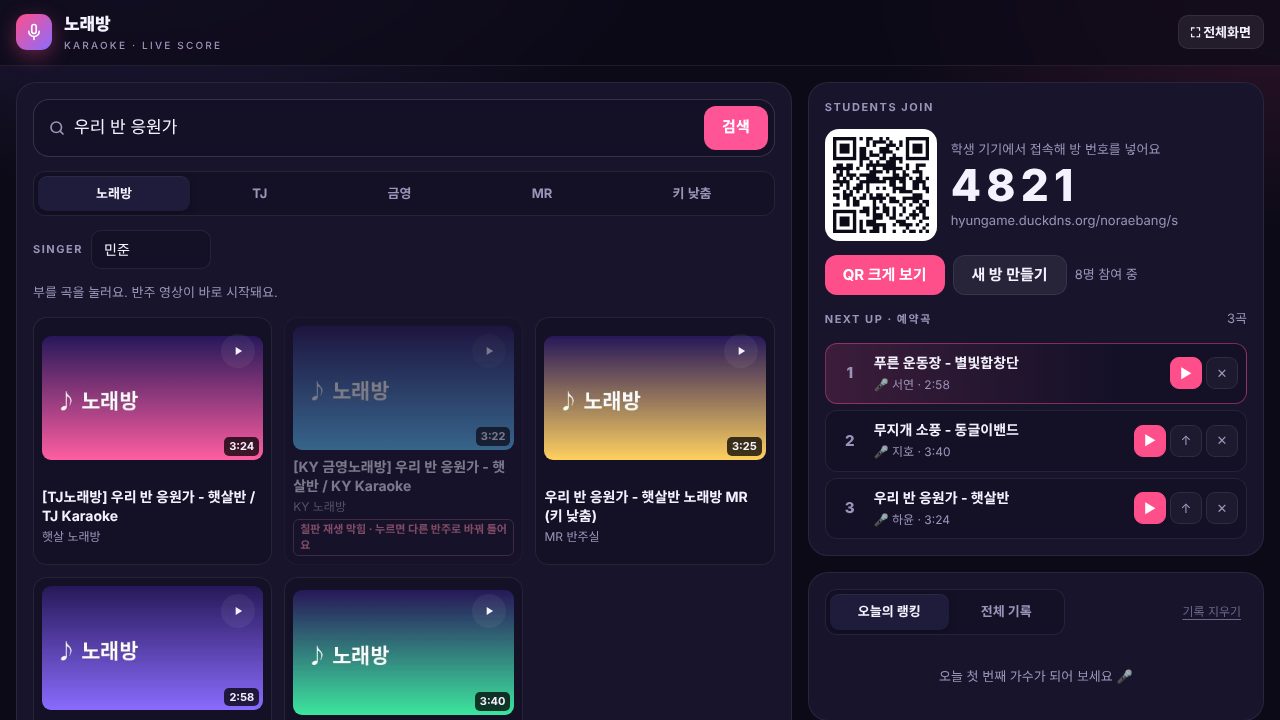 노래방
KARAOKE · LIVE SCORE
전체화면
우리 반 응원가
검색
노래방
TJ
금영
MR
키 낮춤
SINGER
민준
부를 곡을 눌러요. 반주 영상이 바로 시작돼요.
♪ 노래방
3:24
[TJ노래방] 우리 반 응원가 - 햇살반 /
TJ Karaoke
햇살 노래방
♪ 노래방
3:22
[KY 금영노래방] 우리 반 응원가 - 햇
살반 / KY Karaoke
KY 노래방
칠판 재생 막힘 · 누르면 다른 반주로 바꿔 틀어
요
♪ 노래방
3:25
우리 반 응원가 - 햇살반 노래방 MR
(키 낮춤)
MR 반주실
♪ 노래방
2:58
♪ 노래방
3:40
STUDENTS JOIN
학생 기기에서 접속해 방 번호를 넣어요
4821
hyungame.duckdns.org/noraebang/s
QR 크게 보기
새 방 만들기
8명 참여 중
NEXT UP · 예약곡
3곡
1
푸른 운동장 - 별빛합창단
🎤 서연 · 2:58
2
무지개 소풍 - 동글이밴드
🎤 지호 · 3:40
3
우리 반 응원가 - 햇살반
🎤 하윤 · 3:24
오늘의 랭킹
전체 기록
기록 지우기
오늘 첫 번째 가수가 되어 보세요 🎤